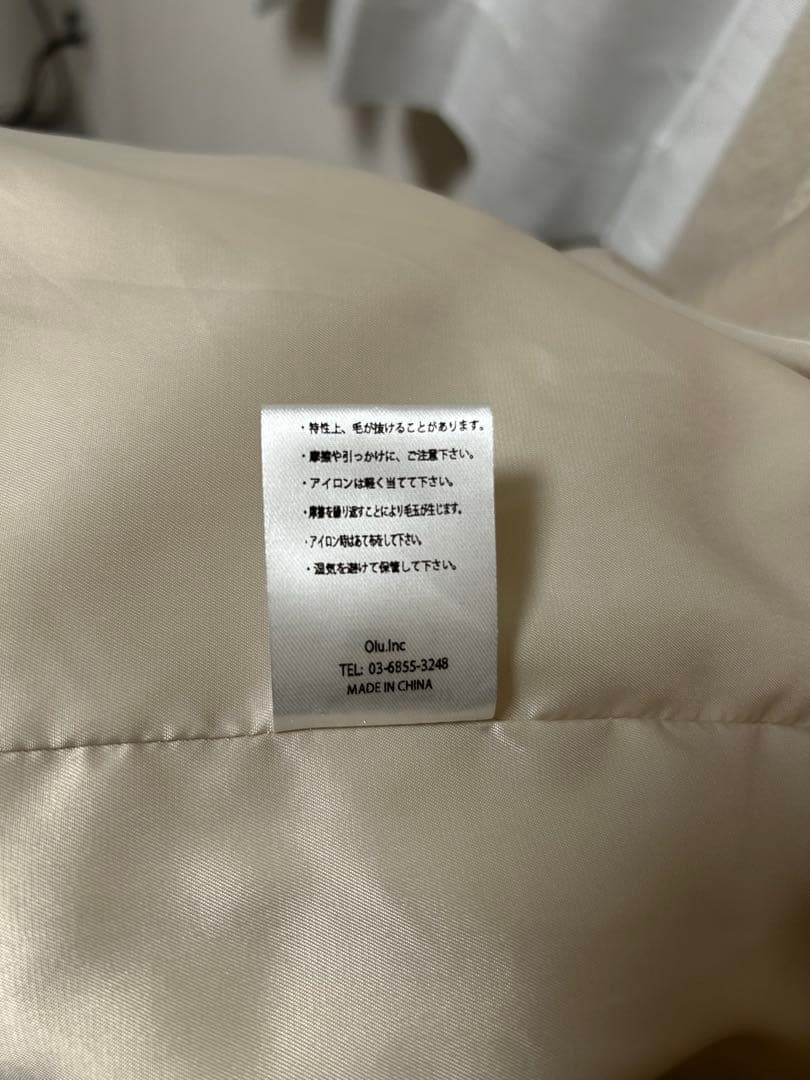 ・特性上、毛が抜けることがあります。
・摩擦や引っかけに、ご注意下さい。
・アイロンは軽く当てて下さい。
・摩擦を繰り返すことにより毛玉が生じます。
・アイロン時はあて布をして下さい。
・湿気を避けて保管して下さい。
Olu.Inc
TEL: 03-6855-3248
MADE IN CHINA